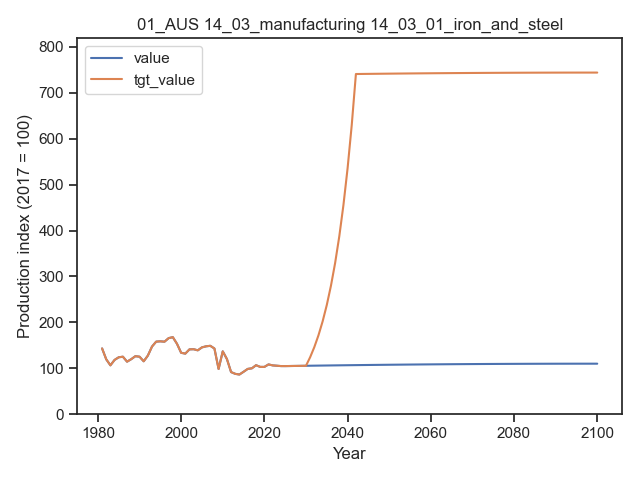 01_AUS 14_03_manufacturing 14_03_01_iron_and_steel
value
tgt_value
Production index (2017 = 100)
800
700
600
500
400
300
200
100
0
1980 2000 2020 2040 2060 2080 2100
Year